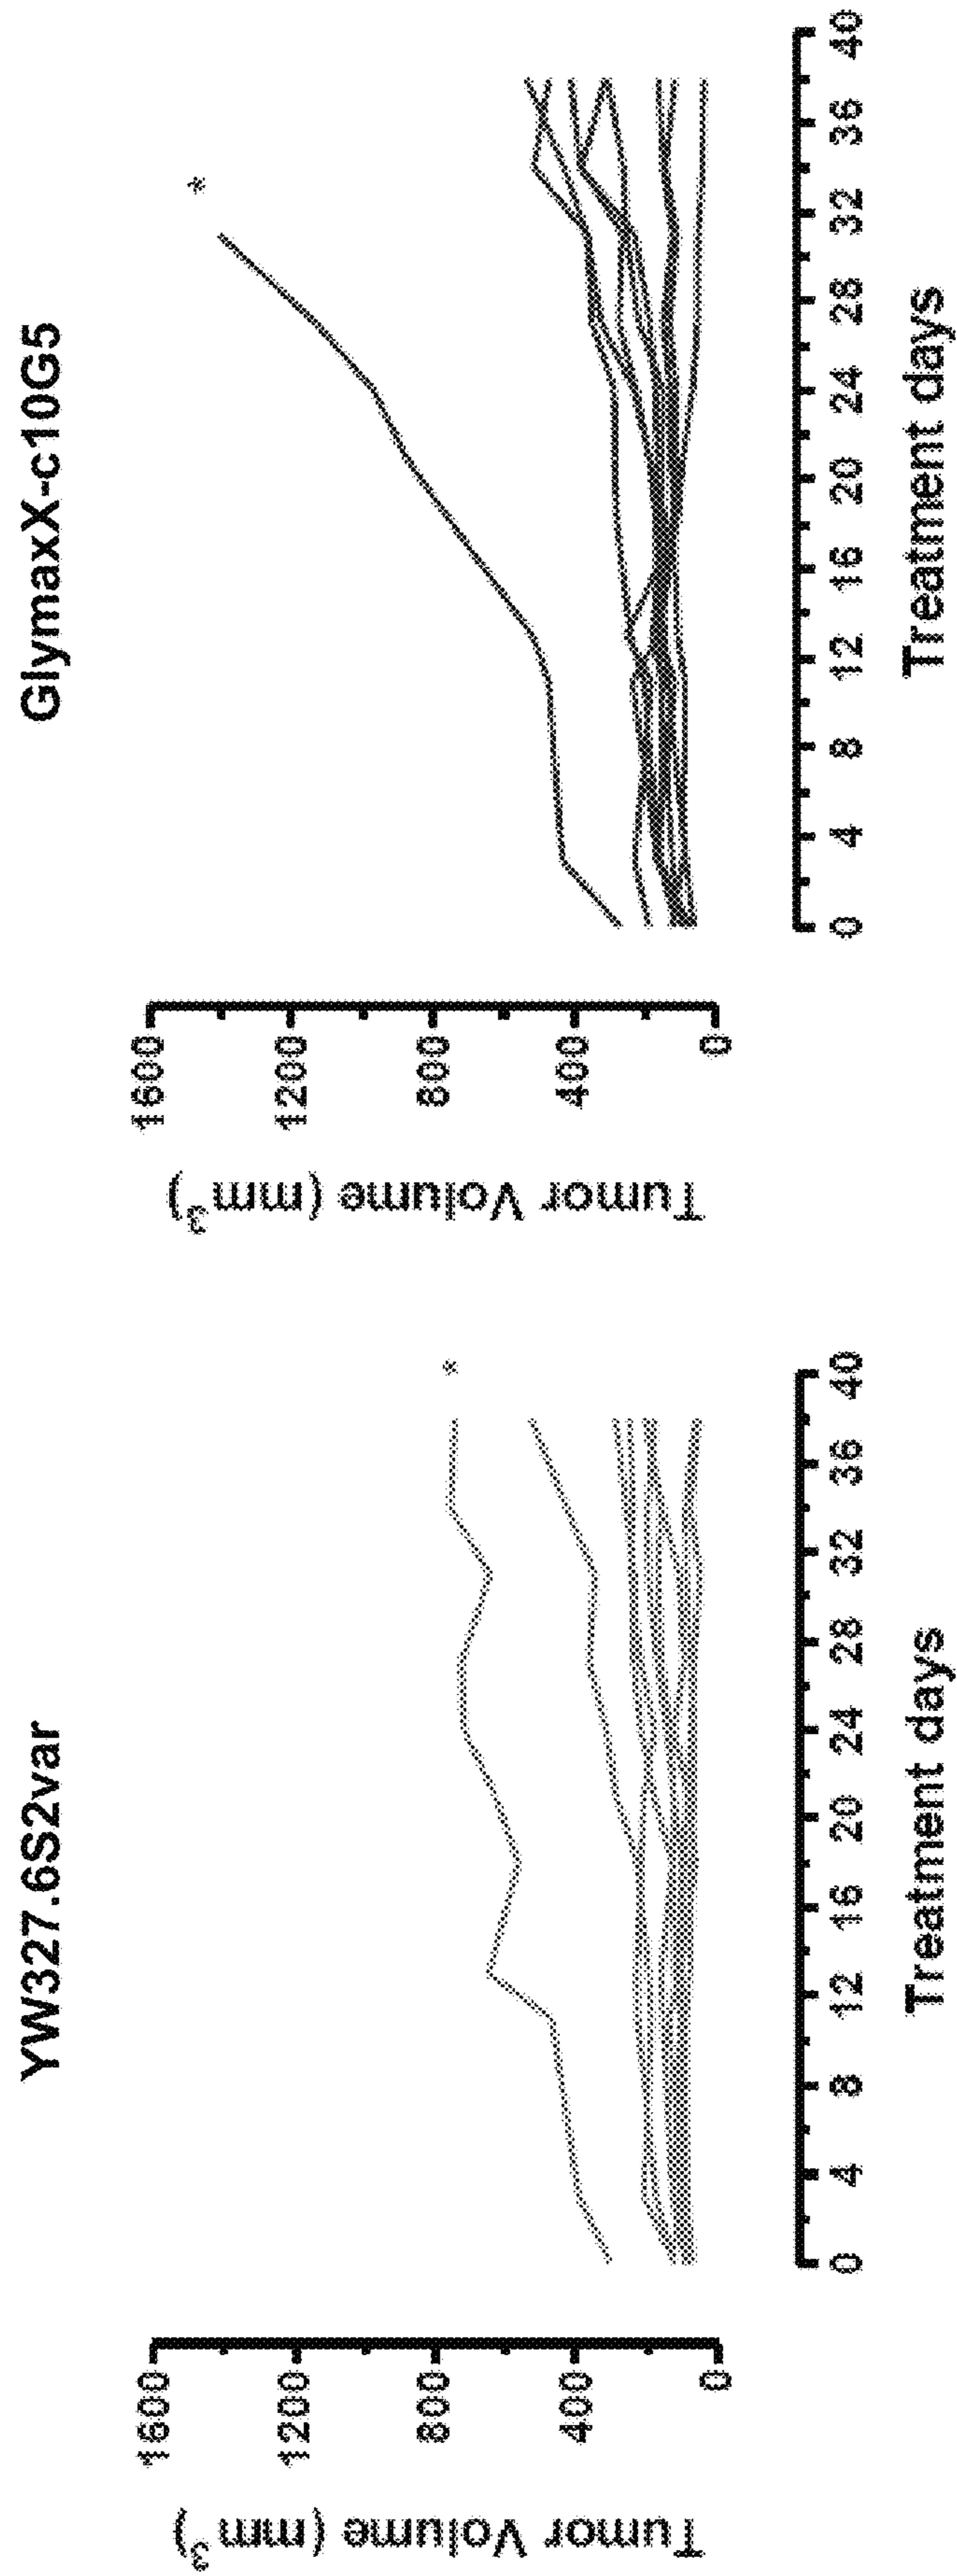 YW327.6S2var
Tumor Volume (mm3)
1600
1200
800
400
0
*
0 4 8 12 16 20 24 28 32 36 40
Treatment days
GlymaxX-c10G5
Tumor Volume (mm3)
1600
1200
800
400
0
*
0 4 8 12 16 20 24 28 32 36 40
Treatment days